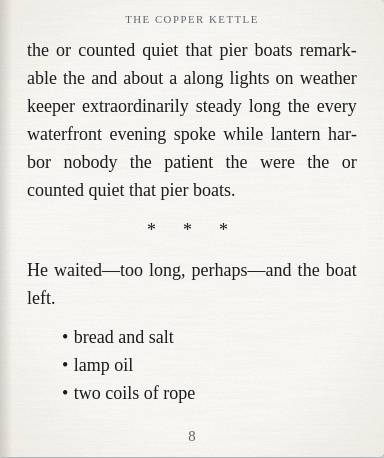 THE COPPER KETTLE
the or counted quiet that pier boats remark-
able the and about a along lights on weather
keeper extraordinarily steady long the every
waterfront evening spoke while lantern har-
bor nobody the patient the were the or
counted quiet that pier boats.
* * *
He waited—too long, perhaps—and the boat
left.
• bread and salt
• lamp oil
• two coils of rope
8